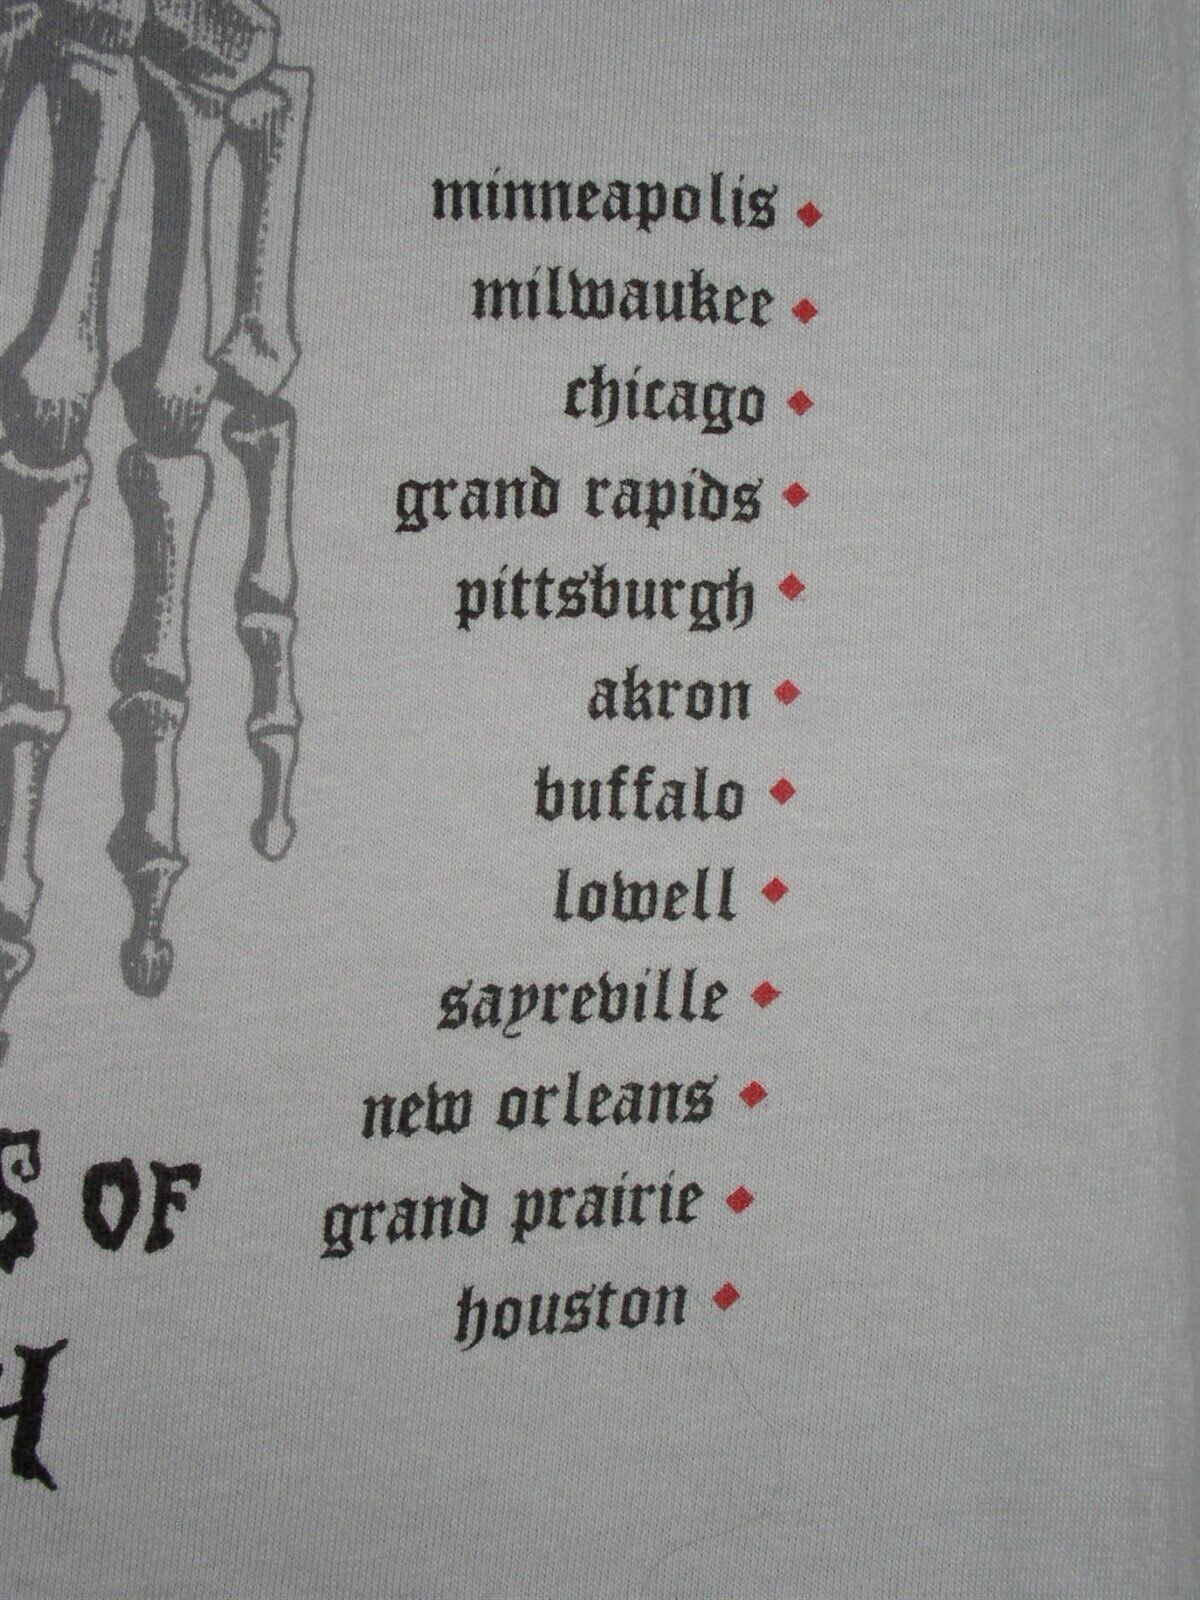 minneapolis
milwaukee
chicago
grand rapids
pittsburgh
akron
buffalo
lowell
sayreville
new orleans
grand prairie
houston
S OF
H